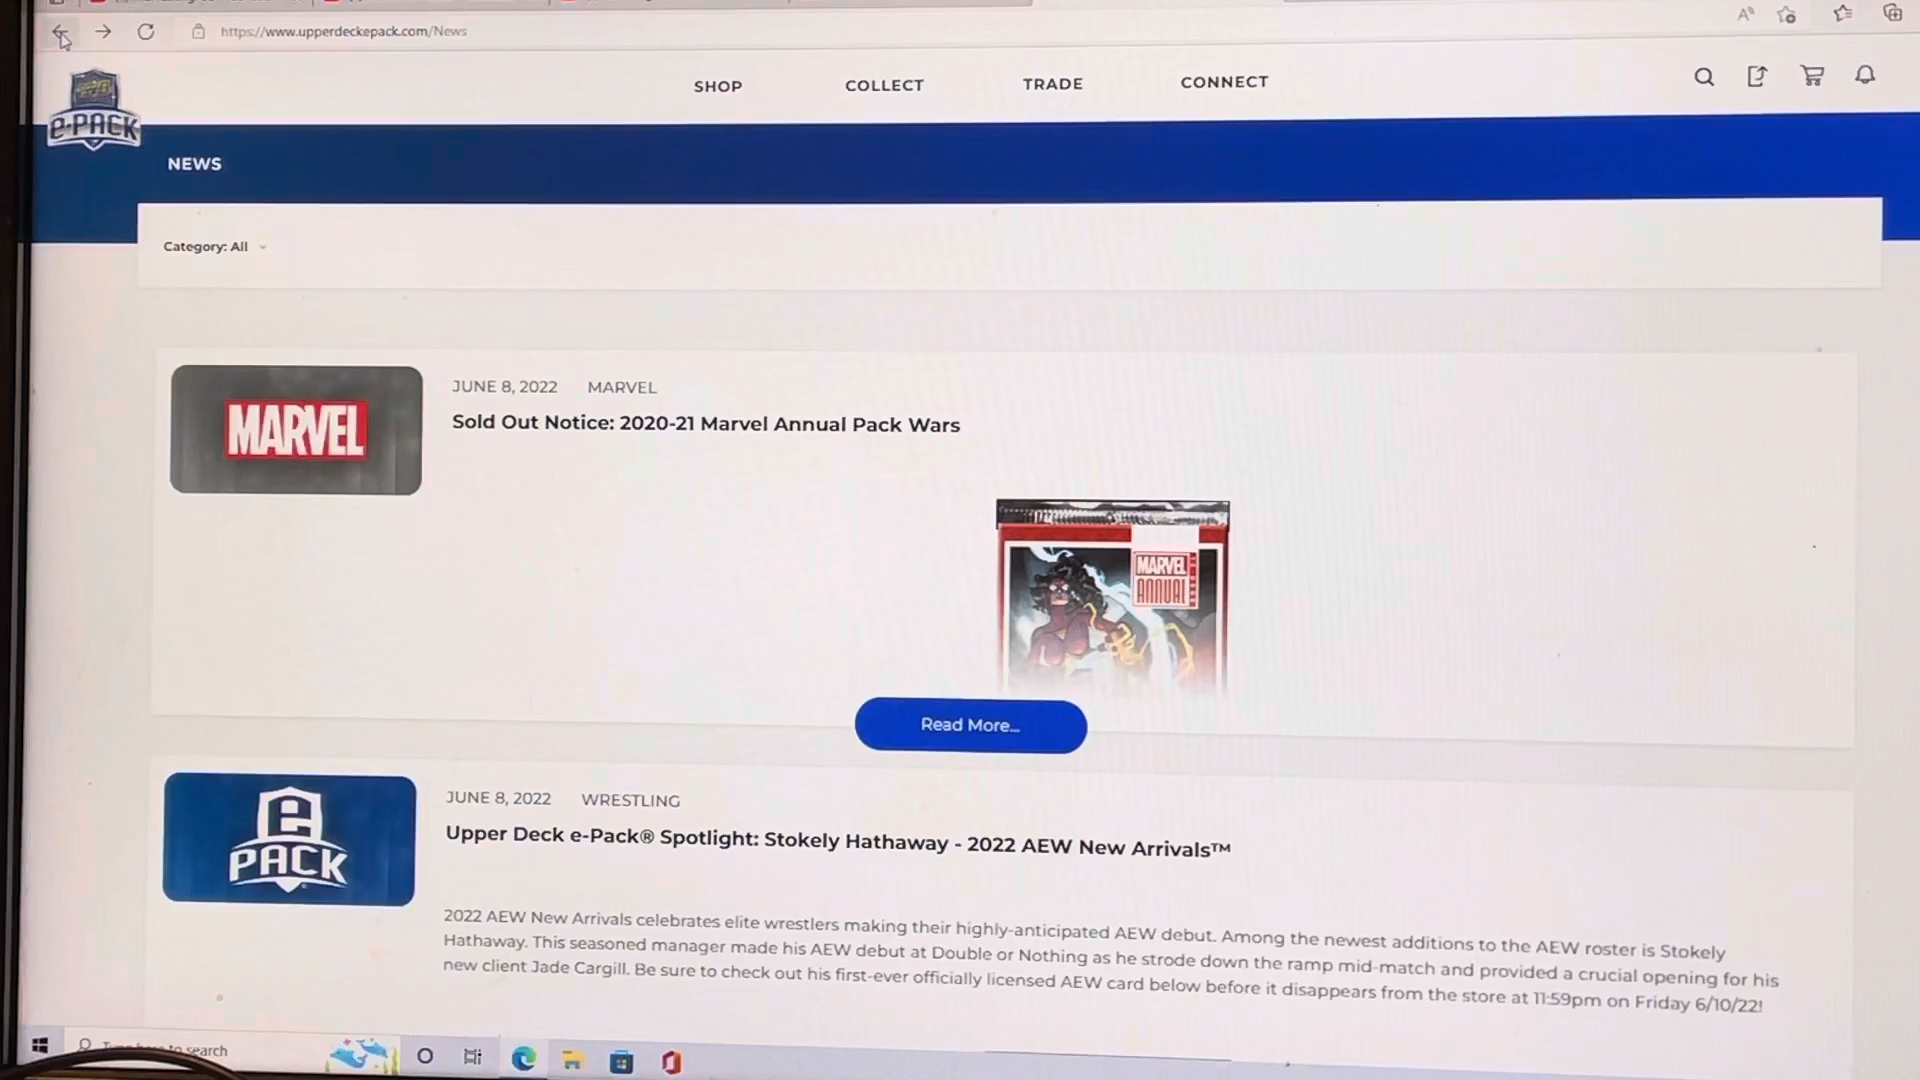 https://www.upperdeckepack.com/News
SHOP
COLLECT
TRADE
CONNECT
e-PACK
NEWS
Category: All
MARVEL
JUNE 8, 2022 MARVEL
Sold Out Notice: 2020-21 Marvel Annual Pack Wars
MARVEL
ANNUAL
Read More...
e
PACK
JUNE 8, 2022 WRESTLING
Upper Deck e-Pack® Spotlight: Stokely Hathaway - 2022 AEW New Arrivals™
2022 AEW New Arrivals celebrates elite wrestlers making their highly-anticipated AEW debut. Among the newest additions to the AEW roster is Stokely
Hathaway. This seasoned manager made his AEW debut at Double or Nothing as he strode down the ramp mid-match and provided a crucial opening for his
new client Jade Cargill. Be sure to check out his first-ever officially licensed AEW card below before it disappears from the store at 11:59pm on Friday 6/10/22!
to search